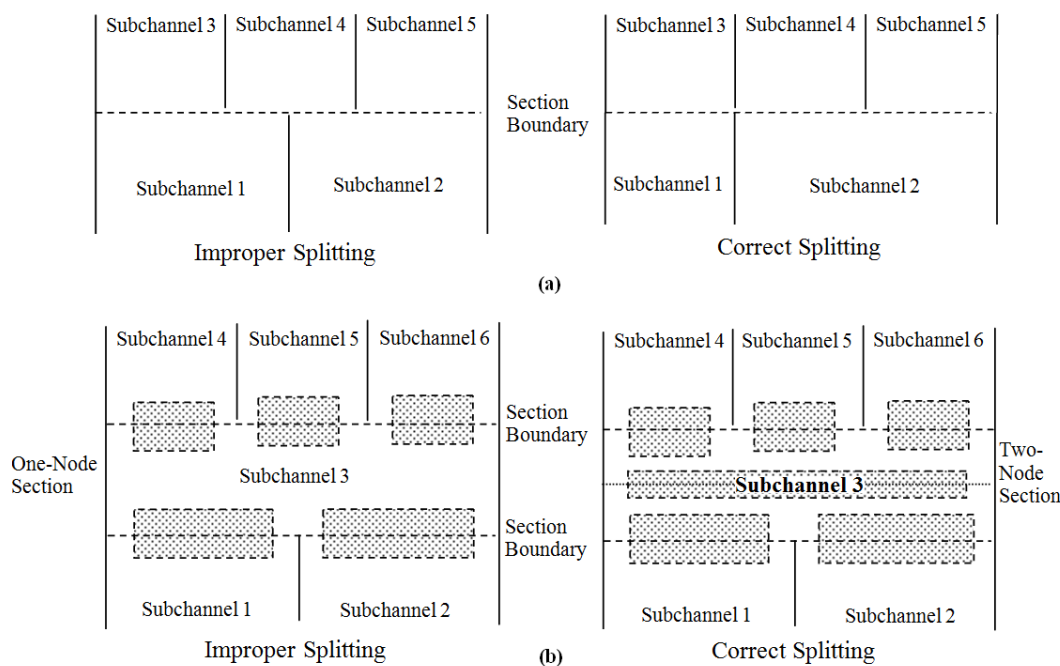 Subchannel 3 Subchannel 4 Subchannel 5
Subchannel 3 Subchannel 4 Subchannel 5
Section
Boundary
Subchannel 1 Subchannel 2
Subchannel 1 Subchannel 2
Improper Splitting
Correct Splitting
(a)
Subchannel 4 Subchannel 5 Subchannel 6
Subchannel 4 Subchannel 5 Subchannel 6
Section
Boundary
One-Node
Section
Subchannel 3
Subchannel 3
Two-
Node
Section
Section
Boundary
Subchannel 1 Subchannel 2
Subchannel 1 Subchannel 2
Improper Splitting
(b)
Correct Splitting